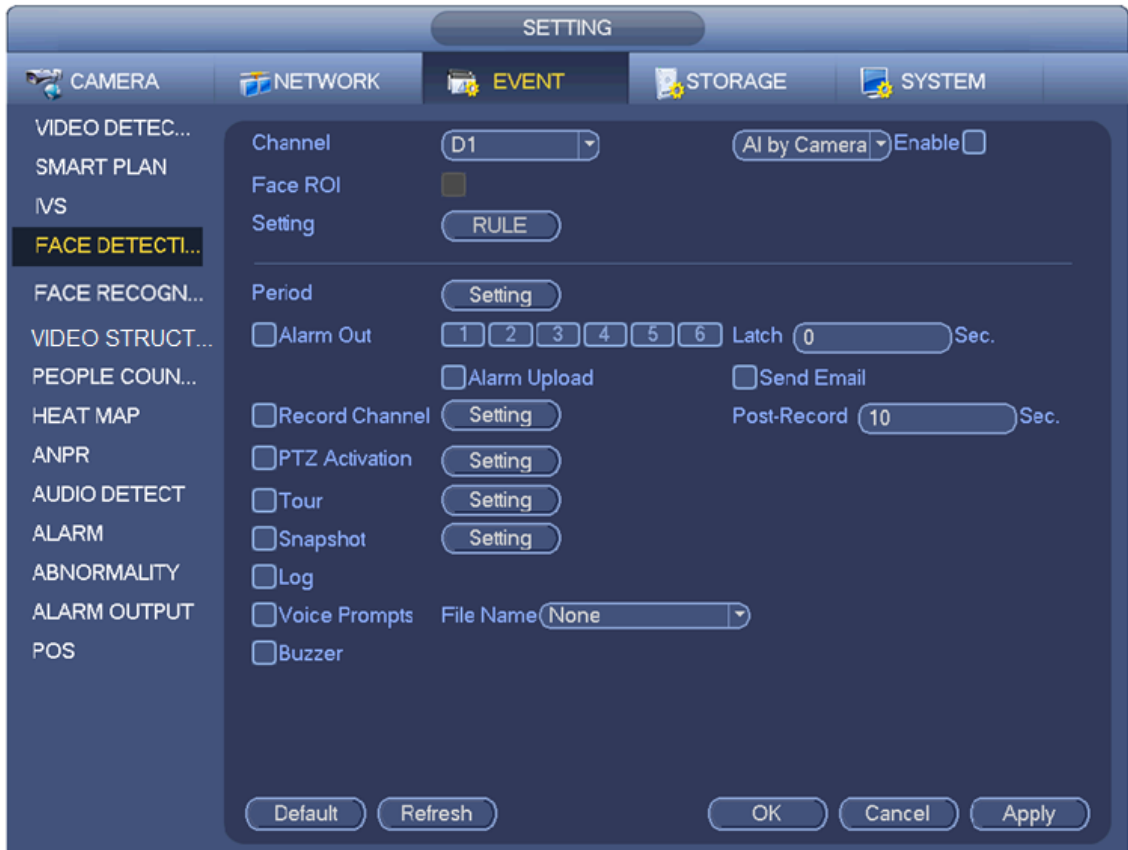 SETTING
CAMERA NETWORK EVENT STORAGE SYSTEM
VIDEO DETEC...
SMART PLAN
IVS
FACE DETECTI...
FACE RECOGN...
VIDEO STRUCT...
PEOPLE COUN...
HEAT MAP
ANPR
AUDIO DETECT
ALARM
ABNORMALITY
ALARM OUTPUT
POS
Channel D1 AI by Camera Enable
Face ROI
Setting RULE
Period Setting
Alarm Out 1 2 3 4 5 6 Latch 0 Sec.
Alarm Upload Send Email
Record Channel Setting Post-Record 10 Sec.
PTZ Activation Setting
Tour Setting
Snapshot Setting
Log
Voice Prompts File Name None
Buzzer
Default Refresh OK Cancel Apply